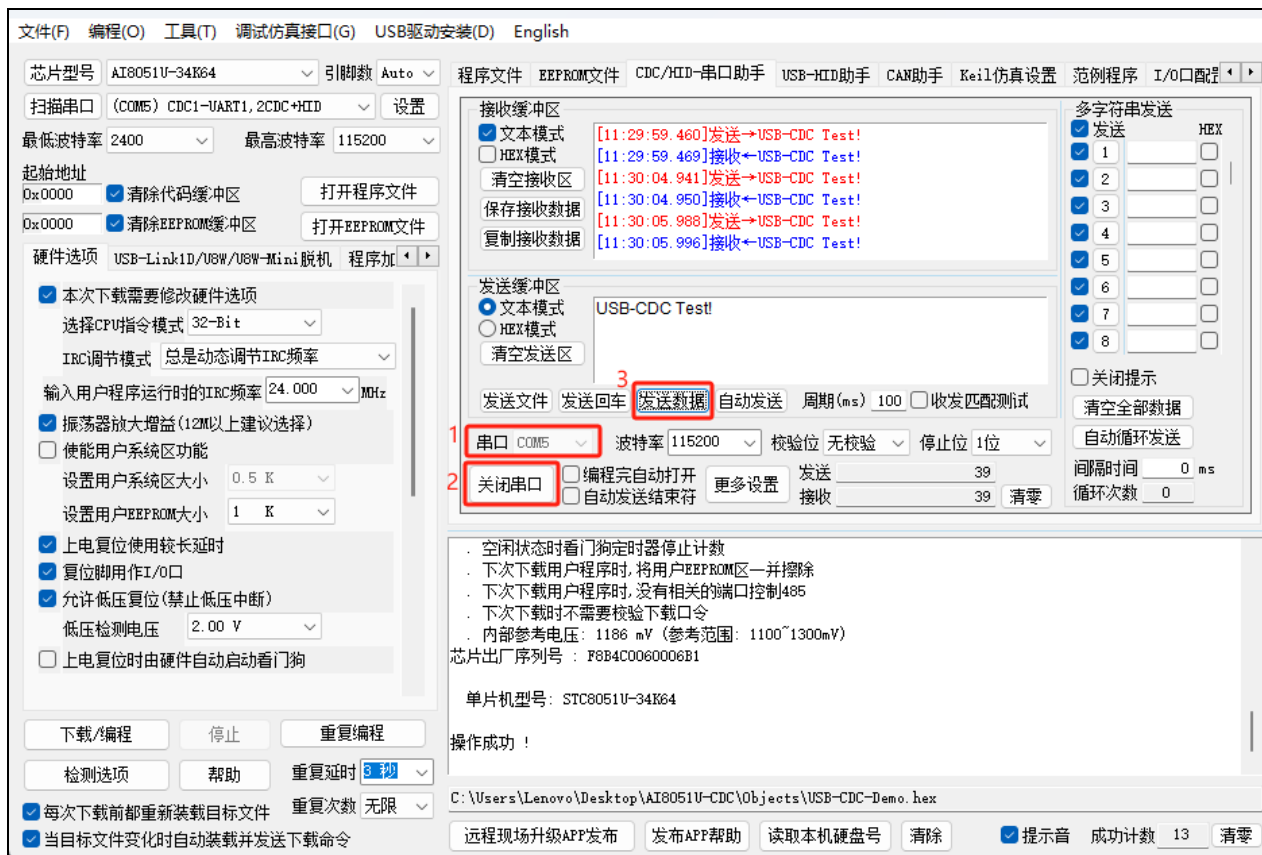 文件(F) 编程(O) 工具(T) 调试仿真接口(G) USB驱动安装(D) English
芯片型号 AI8051U-34K64 引脚数 Auto
扫描串口 (COM5) CDC1-UART1,2CDC+HID 设置
最低波特率 2400 最高波特率 115200
起始地址
0x0000 清除代码缓冲区 打开程序文件
0x0000 清除EEPROM缓冲区 打开EEPROM文件
硬件选项 USB-Link1D/U8W/U8W-Mini脱机 程序加
本次下载需要修改硬件选项
选择CPU指令模式 32-Bit
IRC调节模式 总是动态调节IRC频率
输入用户程序运行时的IRC频率 24.000 MHz
振荡器放大增益(12M以上建议选择)
使能用户系统区功能
设置用户系统区大小 0.5 K
设置用户EEPROM大小 1 K
上电复位使用较长延时
复位脚用作I/O口
允许低压复位(禁止低压中断)
低压检测电压 2.00 V
上电复位时由硬件自动启动看门狗
下载/编程 停止 重复编程
检测选项 帮助 重复延时 3 秒
每次下载前都重新装载目标文件 重复次数 无限
当目标文件变化时自动装载并发送下载命令
程序文件 EEPROM文件 CDC/HID-串口助手 USB-HID助手 CAN助手 Keil仿真设置 范例程序 I/O口配
接收缓冲区
文本模式
HEX模式
清空接收区
保存接收数据
复制接收数据
[11:29:59.460]发送→USB-CDC Test!
[11:29:59.469]接收←USB-CDC Test!
[11:30:04.941]发送→USB-CDC Test!
[11:30:04.950]接收←USB-CDC Test!
[11:30:05.988]发送→USB-CDC Test!
[11:30:05.996]接收←USB-CDC Test!
发送缓冲区
文本模式
HEX模式
清空发送区
USB-CDC Test!
3
发送文件 发送回车 发送数据 自动发送 周期(ms) 100 收发匹配测试
1 串口 COM5 波特率 115200 校验位 无校验 停止位 1位
2 关闭串口 编程完自动打开 更多设置 发送 39
自动发送结束符 接收 39 清零
多字符串发送
发送 HEX
1
2
3
4
5
6
7
8
关闭提示
清空全部数据
自动循环发送
间隔时间 0 ms
循环次数 0
. 空闲状态时看门狗定时器停止计数
. 下次下载用户程序时,将用户EEPROM区一并擦除
. 下次下载用户程序时,没有相关的端口控制485
. 下次下载时不需要校验下载口令
. 内部参考电压: 1186 mV (参考范围: 1100~1300mV)
芯片出厂序列号 : F8B4C0060006B1
单片机型号: STC8051U-34K64
操作成功 !
C:\Users\Lenovo\Desktop\AI8051U-CDC\Objects\USB-CDC-Demo.hex
远程现场升级APP发布 发布APP帮助 读取本机硬盘号 清除 提示音 成功计数 13 清零